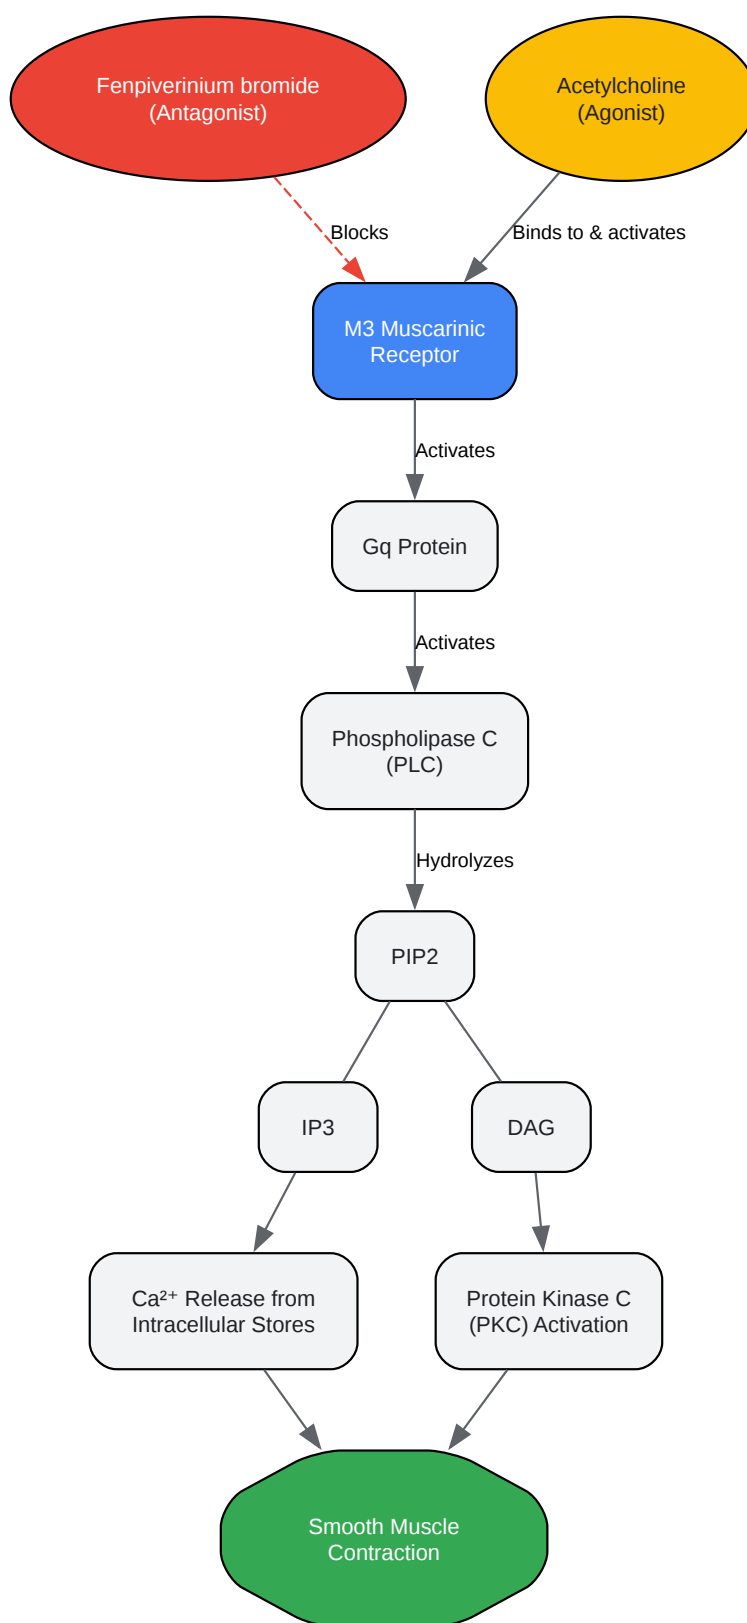 Fenpiverinium bromide
(Antagonist)
Acetylcholine
(Agonist)
Blocks
Binds to & activates
M3 Muscarinic
Receptor
Activates
Gq Protein
Activates
Phospholipase C
(PLC)
Hydrolyzes
PIP2
IP3
DAG
Ca²⁺ Release from
Intracellular Stores
Protein Kinase C
(PKC) Activation
Smooth Muscle
Contraction